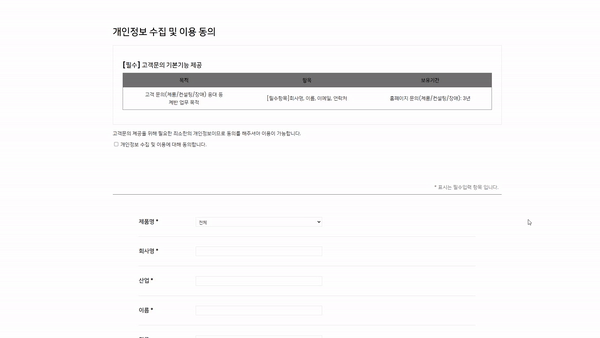 개인정보 수집 및 이용 동의
[필수] 고객문의 기본기능 제공
목적 항목 보유기간
고객 문의(제품/컨설팅/장애) 응대 등 제반 업무 목적 [필수항목]회사명, 이름, 이메일, 연락처 홈페이지 문의(제품/컨설팅/장애): 3년
고객문의 제공을 위해 필요한 최소한의 개인정보이므로 동의를 해주셔야 이용이 가능합니다.
개인정보 수집 및 이용에 대해 동의합니다.
* 표시는 필수입력 항목 입니다.
제품명 * 전체
회사명 *
산업 *
이름 *